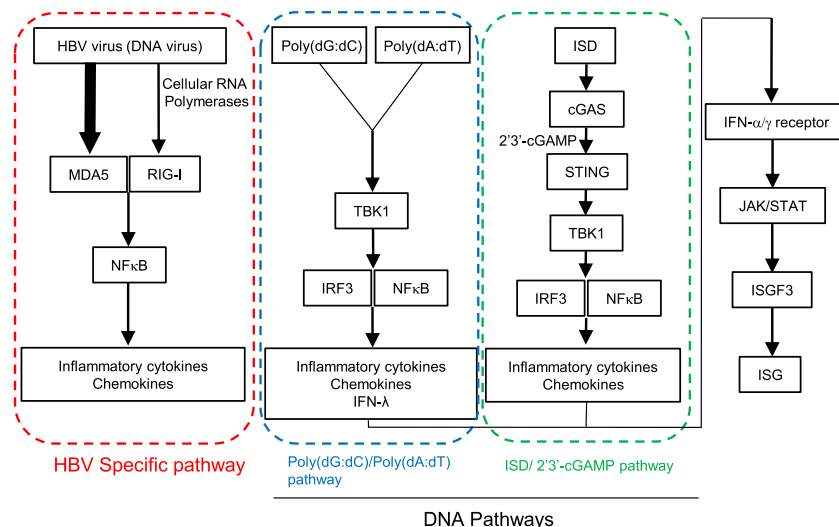 HBV virus (DNA virus)
Cellular RNA
Polymerases
MDA5
RIG-I
NFκB
Inflammatory cytokines
Chemokines
HBV Specific pathway
Poly(dG:dC)
Poly(dA:dT)
TBK1
IRF3
NFκB
Inflammatory cytokines
Chemokines
IFN-λ
Poly(dG:dC)/Poly(dA:dT)
pathway
ISD
cGAS
2'3'-cGAMP
STING
TBK1
IRF3
NFκB
Inflammatory cytokines
Chemokines
ISD/ 2'3'-cGAMP pathway
IFN-α/γ receptor
JAK/STAT
ISGF3
ISG
DNA Pathways